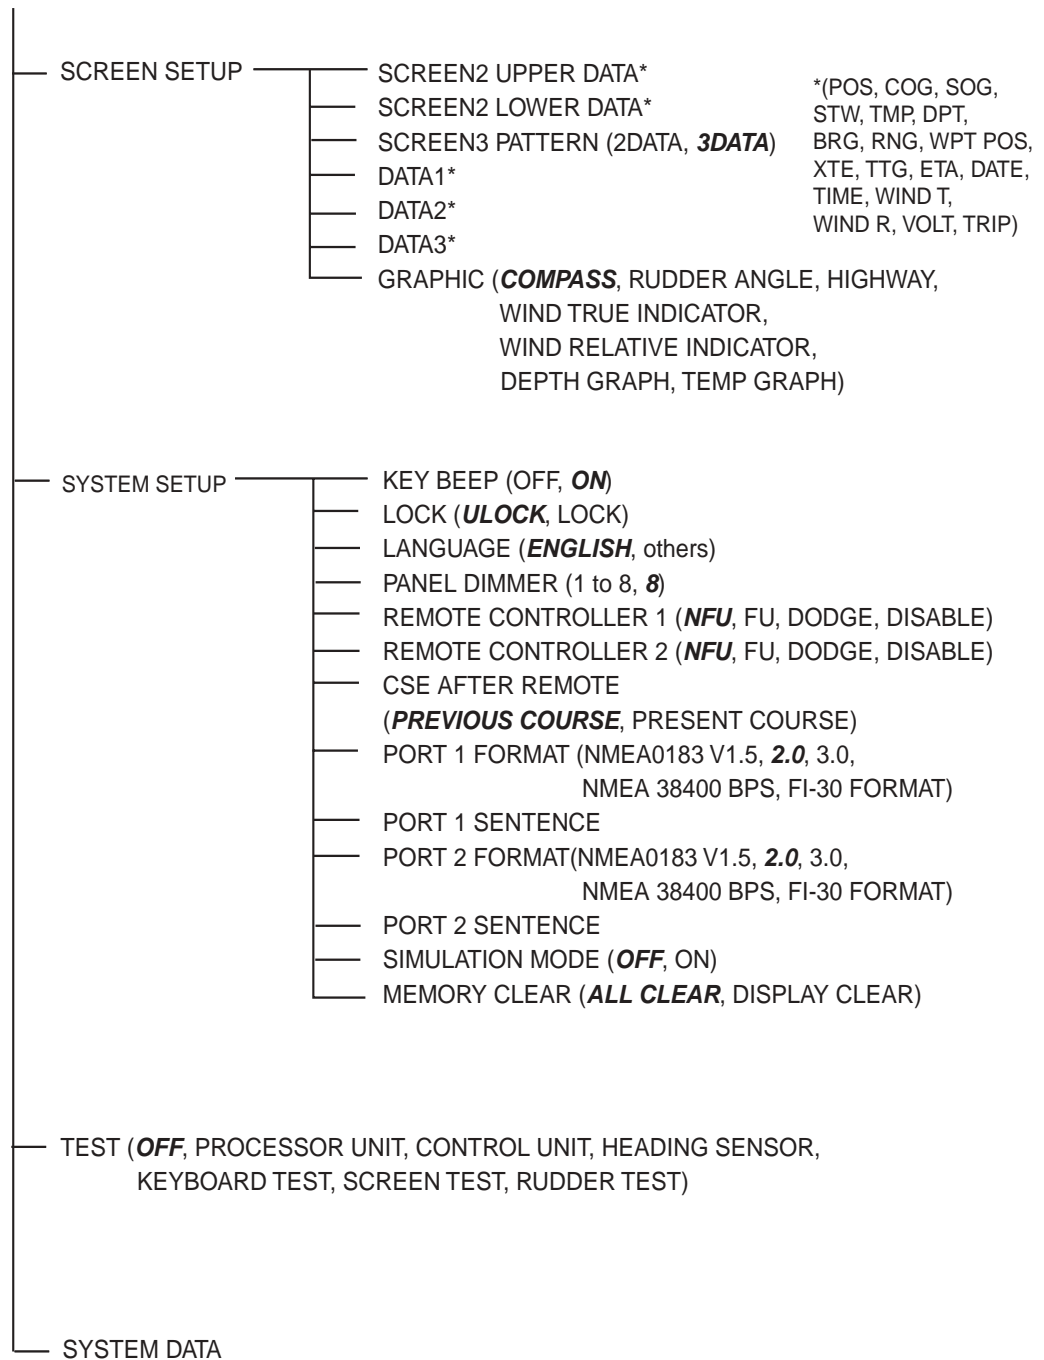 SCREEN SETUP
SCREEN2 UPPER DATA*
SCREEN2 LOWER DATA*
SCREEN3 PATTERN (2DATA, 3DATA)
DATA1*
DATA2*
DATA3*
GRAPHIC (COMPASS, RUDDER ANGLE, HIGHWAY,
WIND TRUE INDICATOR,
WIND RELATIVE INDICATOR,
DEPTH GRAPH, TEMP GRAPH)
*(POS, COG, SOG,
STW, TMP, DPT,
BRG, RNG, WPT POS,
XTE, TTG, ETA, DATE,
TIME, WIND T,
WIND R, VOLT, TRIP)
SYSTEM SETUP
KEY BEEP (OFF, ON)
LOCK (ULOCK, LOCK)
LANGUAGE (ENGLISH, others)
PANEL DIMMER (1 to 8, 8)
REMOTE CONTROLLER 1 (NFU, FU, DODGE, DISABLE)
REMOTE CONTROLLER 2 (NFU, FU, DODGE, DISABLE)
CSE AFTER REMOTE
(PREVIOUS COURSE, PRESENT COURSE)
PORT 1 FORMAT (NMEA0183 V1.5, 2.0, 3.0,
NMEA 38400 BPS, FI-30 FORMAT)
PORT 1 SENTENCE
PORT 2 FORMAT(NMEA0183 V1.5, 2.0, 3.0,
NMEA 38400 BPS, FI-30 FORMAT)
PORT 2 SENTENCE
SIMULATION MODE (OFF, ON)
MEMORY CLEAR (ALL CLEAR, DISPLAY CLEAR)
TEST (OFF, PROCESSOR UNIT, CONTROL UNIT, HEADING SENSOR,
KEYBOARD TEST, SCREEN TEST, RUDDER TEST)
SYSTEM DATA